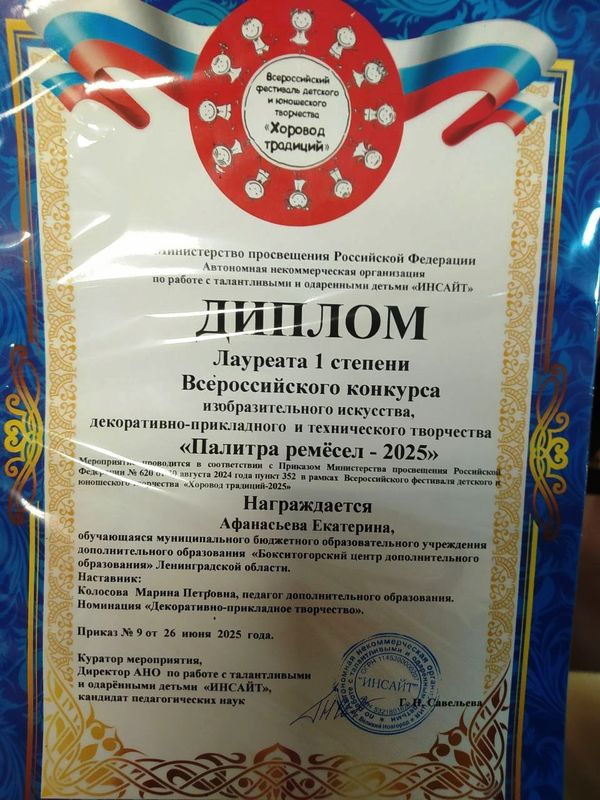 Всероссийский
фестиваль детского
и юношеского
творчества
«Хоровод
традиций»
Министерство просвещения Российской Федерации
Автономная некоммерческая организация
по работе с талантливыми и одаренными детьми «ИНСАЙТ»
ДИПЛОМ
Лауреата 1 степени
Всероссийского конкурса
изобразительного искусства,
декоративно-прикладного и технического творчества
«Палитра ремёсел - 2025»
Мероприятие проводится в соответствии с Приказом Министерства просвещения Российской
Федерации № 620 от 30 августа 2024 года пункт 352 в рамках Всероссийского фестиваля детского и
юношеского творчества «Хоровод традиций-2025»
Награждается
Афанасьева Екатерина,
обучающаяся муниципального бюджетного образовательного учреждения
дополнительного образования «Бокситогорскнй центр дополнительного
образования» Ленинградской области.
Наставник:
Колосова Марина Петровна, педагог дополнительного образования.
Номинация «Декоративно-прикладное творчество».
Приказ № 9 от 26 июня 2025 года.
Куратор мероприятия,
Директор АНО по работе с талантливыми
и одарёнными детьми «ИНСАЙТ»,
кандидат педагогических наук
Г. Н. Савельева
"ИНСАЙТ"